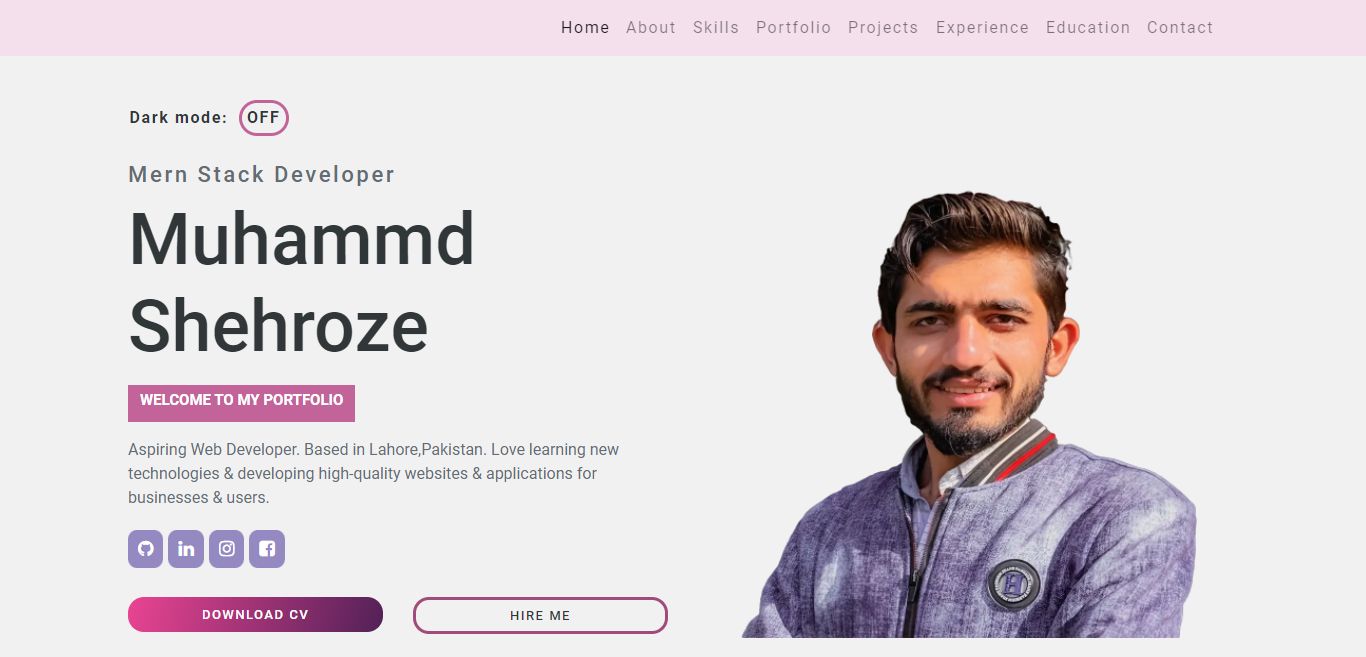 Home About Skills Portfolio Projects Experience Education Contact
Dark mode: OFF
Mern Stack Developer
Muhammd
Shehroze
WELCOME TO MY PORTFOLIO
Aspiring Web Developer. Based in Lahore,Pakistan. Love learning new
technologies & developing high-quality websites & applications for
businesses & users.
DOWNLOAD CV HIRE ME